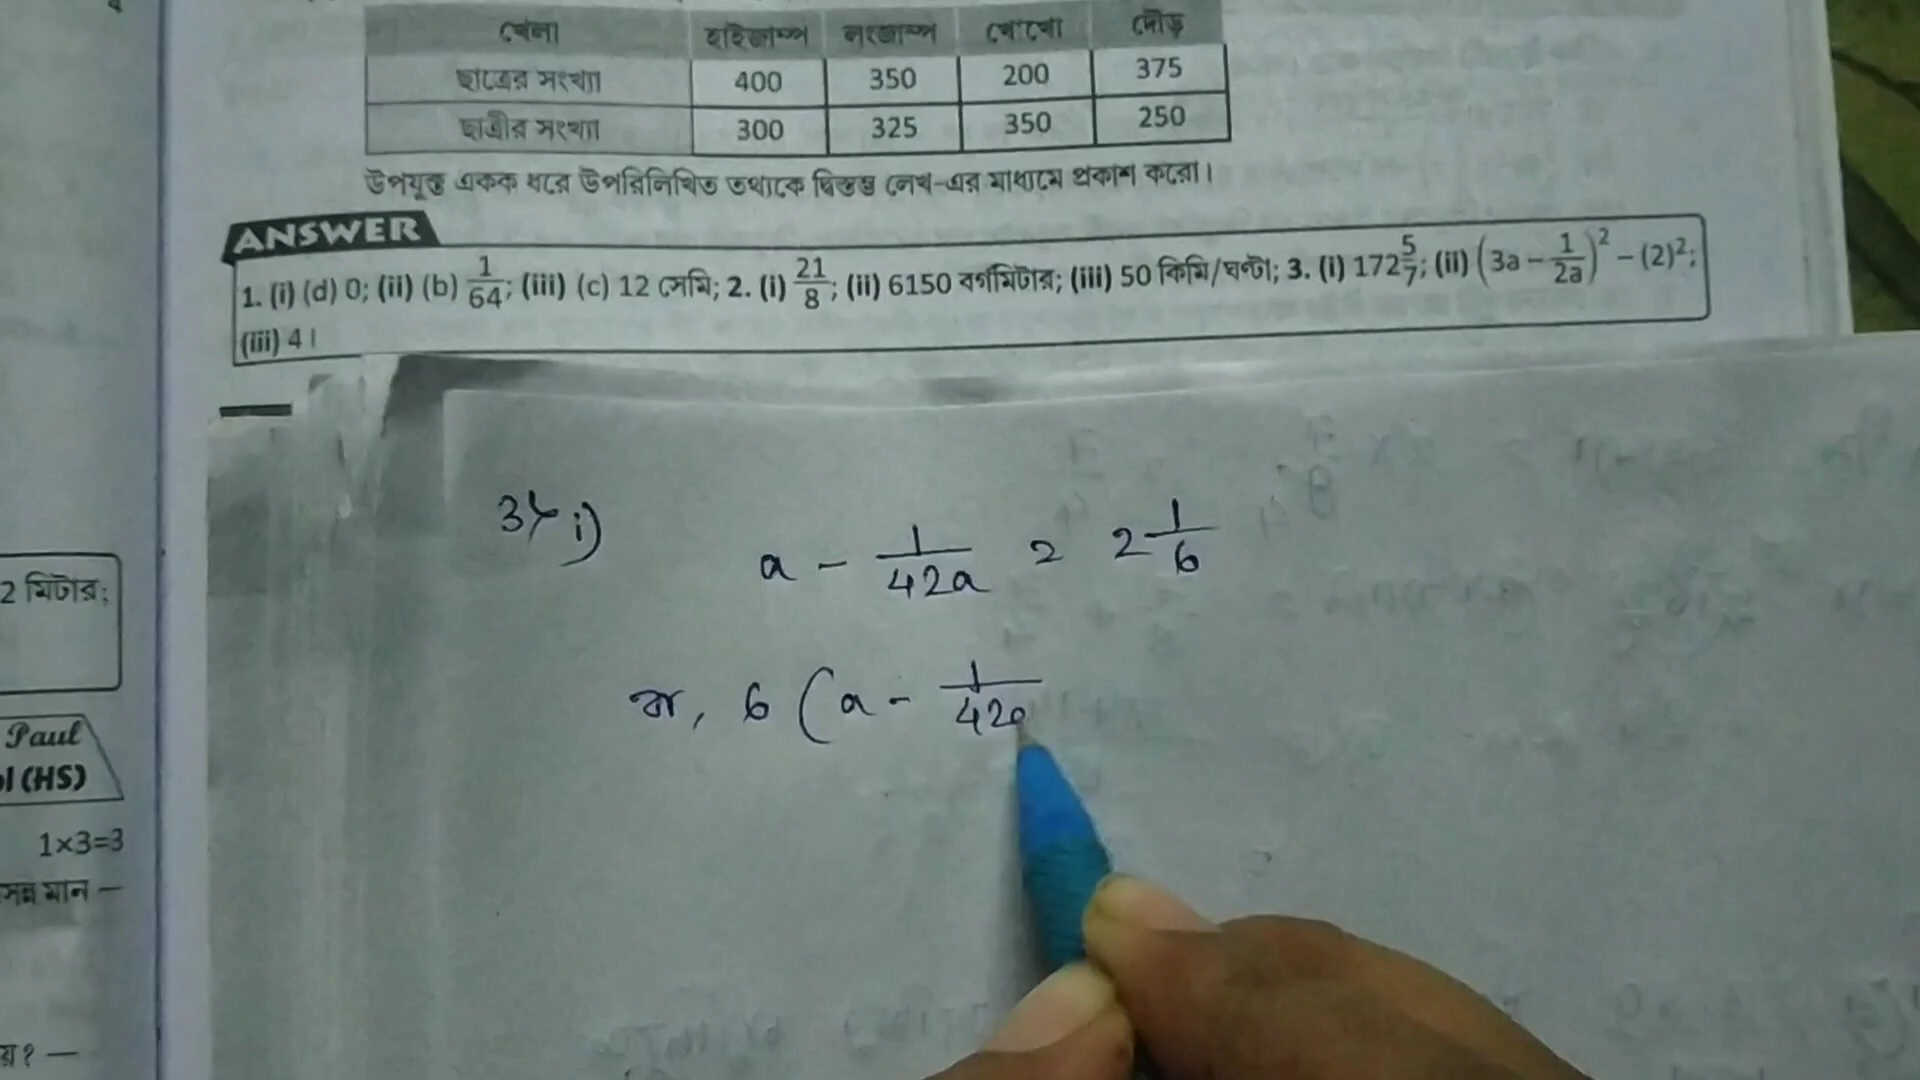 খেলা হাইজাম্প লংজাম্প খোখো দৌড়
ছাত্রের সংখ্যা 400 350 200 375
ছাত্রীর সংখ্যা 300 325 350 250
উপযুক্ত একক ধরে উপরিলিখিত তথ্যকে দ্বিস্তম্ভ লেখ-এর মাধ্যমে প্রকাশ করো।
ANSWER
1. (i) (d) 0; (ii) (b) 1/64; (iii) (c) 12 সেমি; 2. (i) 21/8; (ii) 6150 বর্গমিটার; (iii) 50 কিমি/ঘন্টা; 3. (i) 172 5/7; (ii) (3a − 1/2a)² − (2)²;
(iii) 4।
3) i) a − 1/42a = 2 1/6
বা, 6 (a − 1/42a
2 মিটার;
Paul
l (HS)
1×3=3
মান —
? —